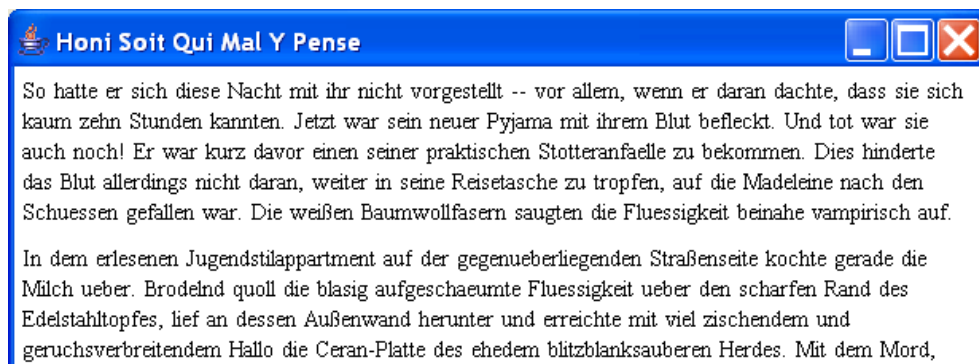 Honi Soit Qui Mal Y Pense
So hatte er sich diese Nacht mit ihr nicht vorgestellt -- vor allem, wenn er daran dachte, dass sie sich
kaum zehn Stunden kannten. Jetzt war sein neuer Pyjama mit ihrem Blut befleckt. Und tot war sie
auch noch! Er war kurz davor einen seiner praktischen Stotteranfaelle zu bekommen. Dies hinderte
das Blut allerdings nicht daran, weiter in seine Reisetasche zu tropfen, auf die Madeleine nach den
Schuessen gefallen war. Die weißen Baumwollfasern saugten die Fluessigkeit beinahe vampirisch auf.
In dem erlesenen Jugendstilappartment auf der gegenueberliegenden Straßenseite kochte gerade die
Milch ueber. Brodelnd quoll die blasig aufgeschaeumte Fluessigkeit ueber den scharfen Rand des
Edelstahltopfes, lief an dessen Außenwand herunter und erreichte mit viel zischendem und
geruchsverbreitendem Hallo die Ceran-Platte des ehedem blitzblanksauberen Herdes. Mit dem Mord,